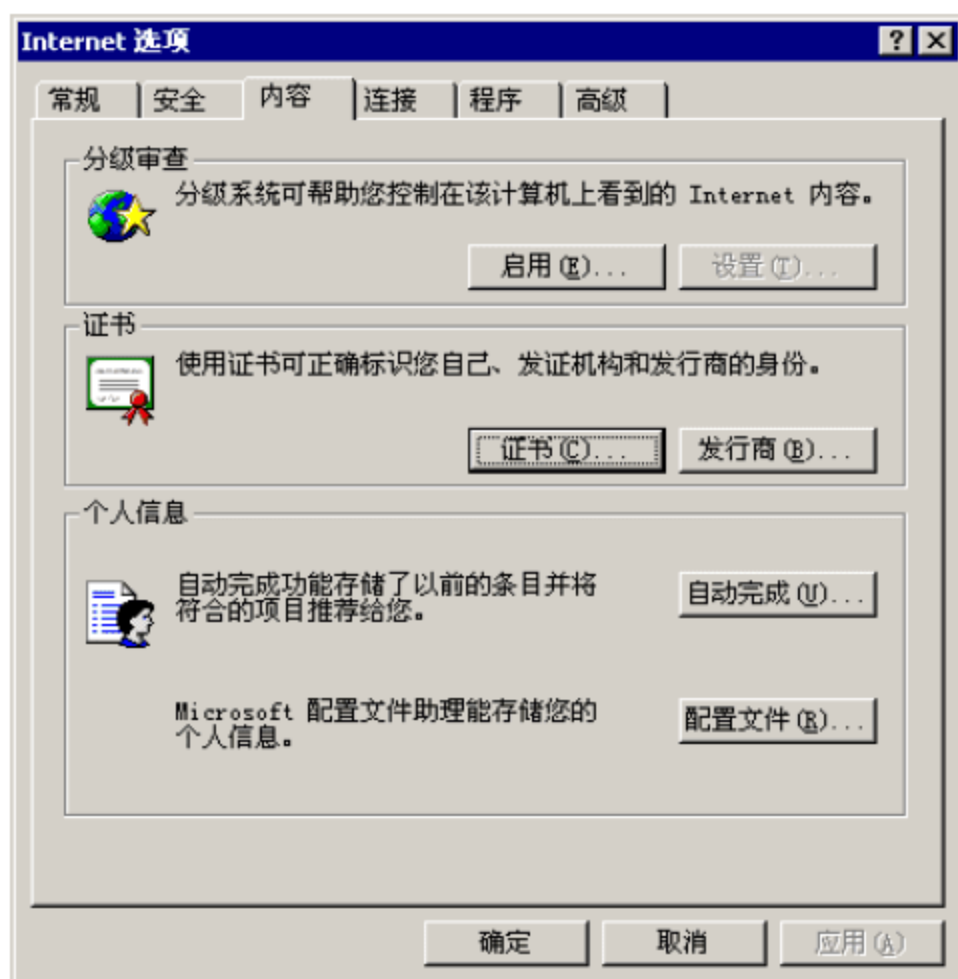 Internet 选项
常规 安全 内容 连接 程序 高级
分级审查
分级系统可帮助您控制在该计算机上看到的 Internet 内容。
启用(E)... 设置(T)...
证书
使用证书可正确标识您自己、发证机构和发行商的身份。
证书(C)... 发行商(B)...
个人信息
自动完成功能存储了以前的条目并将
符合的项目推荐给您。
自动完成(U)...
Microsoft 配置文件助理能存储您的
个人信息。
配置文件(R)...
确定 取消 应用(A)